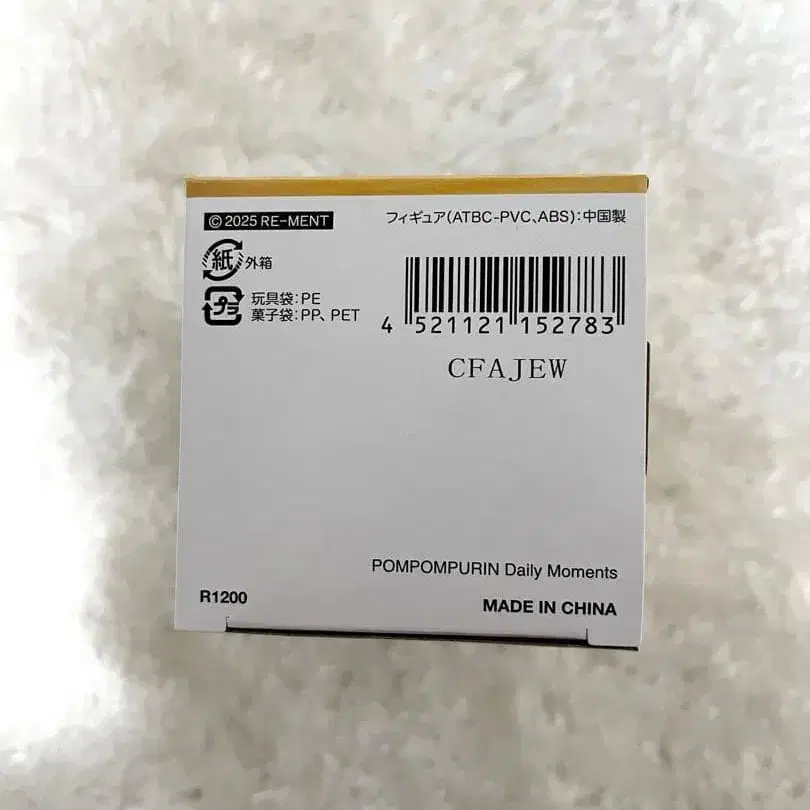 © 2025 RE-MENT
フィギュア(ATBC-PVC、ABS):中国製
紙 外箱
プラ 玩具袋:PE
菓子袋:PP、PET
4 521121 152783
CFAJEW
POMPOMPURIN Daily Moments
R1200
MADE IN CHINA